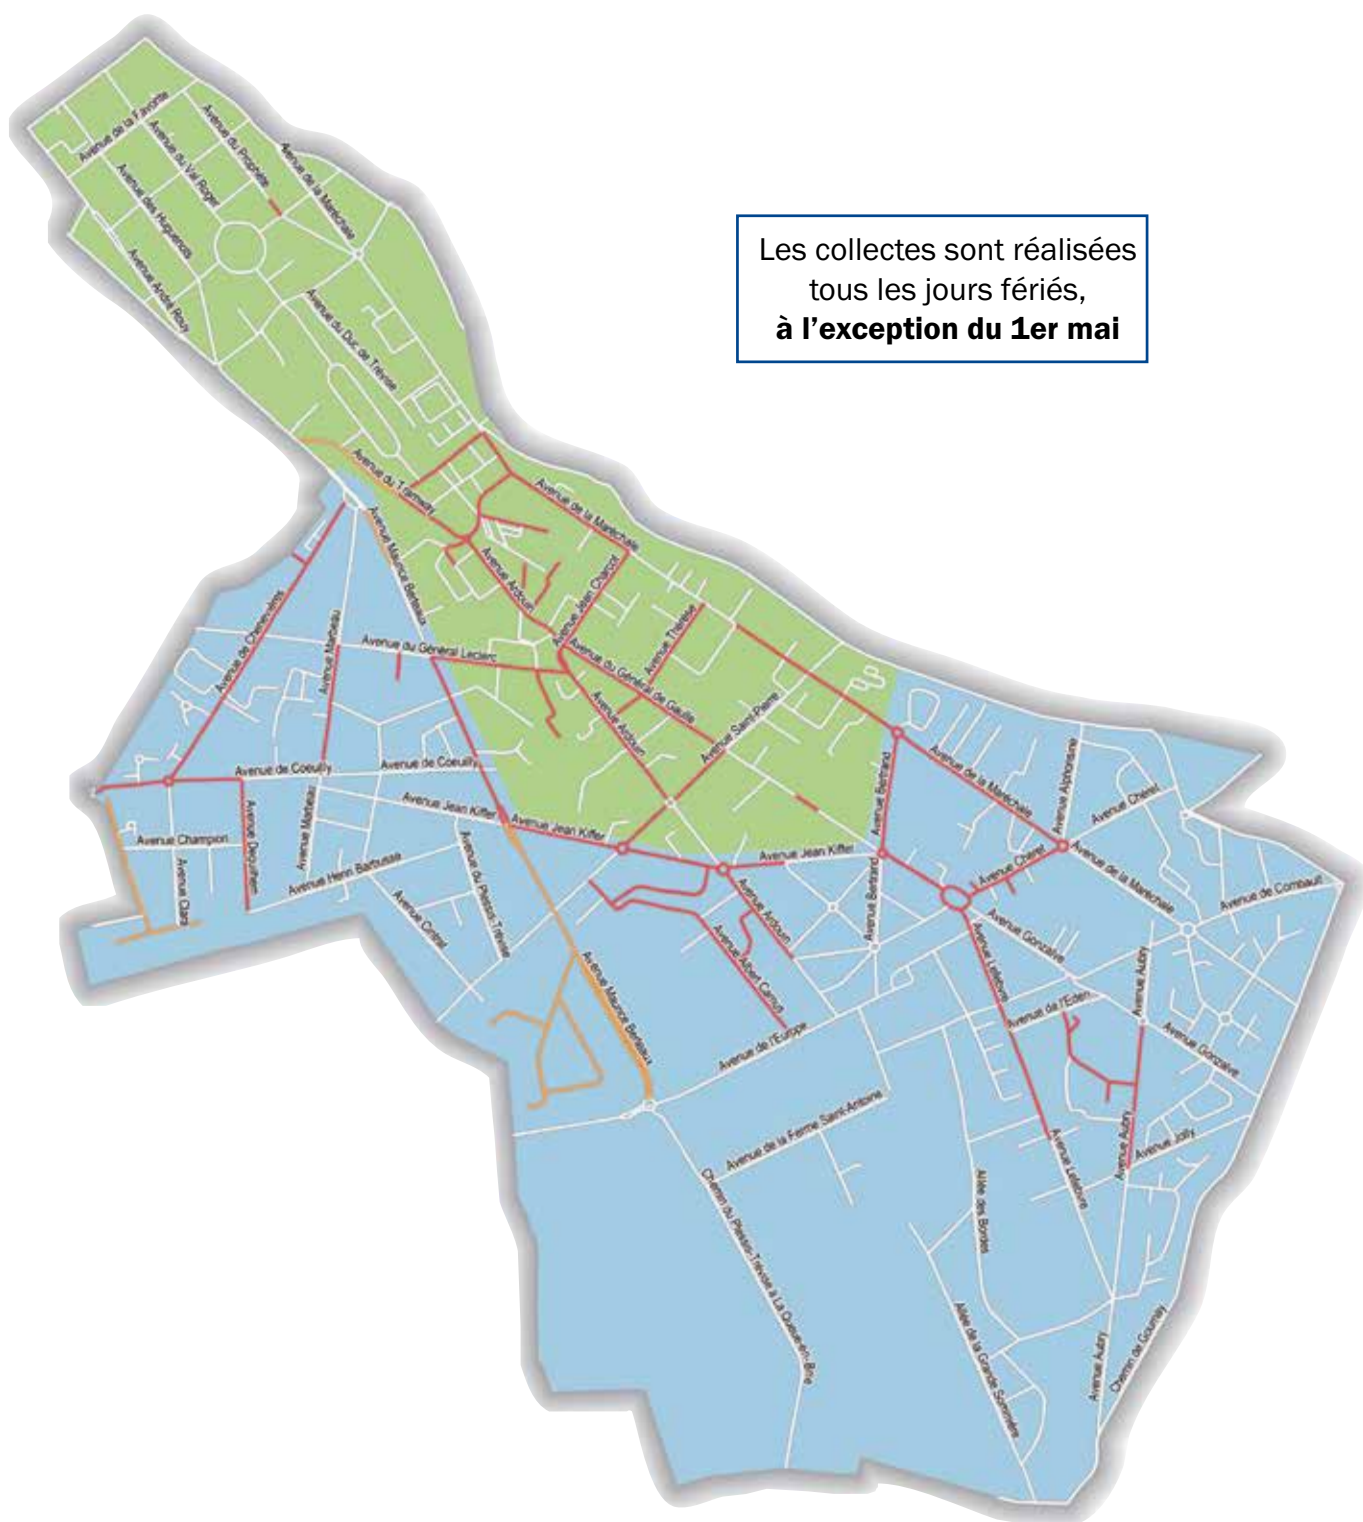 Les collectes sont réalisées
tous les jours fériés,
à l'exception du 1er mai
Avenue de la Favorite
Avenue du Val Roger
Avenue du Prophète
Avenue de la Maréchale
Avenue des Huguenots
Avenue André Rouy
Avenue du Duc de Trévise
Avenue du Tramway
Avenue Maurice Berteaux
Avenue de la Maréchale
Avenue Ardouin
Avenue Jean Charcot
Avenue Thérèse
Avenue de Chennevières
Avenue Marbeau
Avenue du Général Leclerc
Avenue du Général de Gaulle
Avenue Ardouin
Avenue Saint-Pierre
Avenue de Coeuilly
Avenue de Coeuilly
Avenue Bertrand
Avenue de la Maréchale
Avenue Alphonsine
Avenue Chéret
Avenue Jean Kiffer
Avenue Jean Kiffer
Avenue Jean Kiffer
Avenue Marbeau
Avenue Champion
Avenue Clara
Avenue Henri Barbusse
Avenue du Plessis-Trévise
Avenue Ardouin
Avenue Bertrand
Avenue Chéret
Avenue de la Maréchale
Avenue de Combault
Avenue Albert Camus
Avenue Lefebvre
Avenue Gonzalve
Avenue Aubry
Avenue de l'Eden
Avenue Maurice Berteaux
Avenue de l'Europe
Avenue Gonzalve
Avenue de la Ferme Saint-Antoine
Avenue Lefebvre
Avenue Aubry
Avenue Jolly
Chemin du Plessis-Trévise à La Queue-en-Brie
Allée des Bordes
Allée de la Grande Sommière
Avenue Aubry
Chemin de Gournay